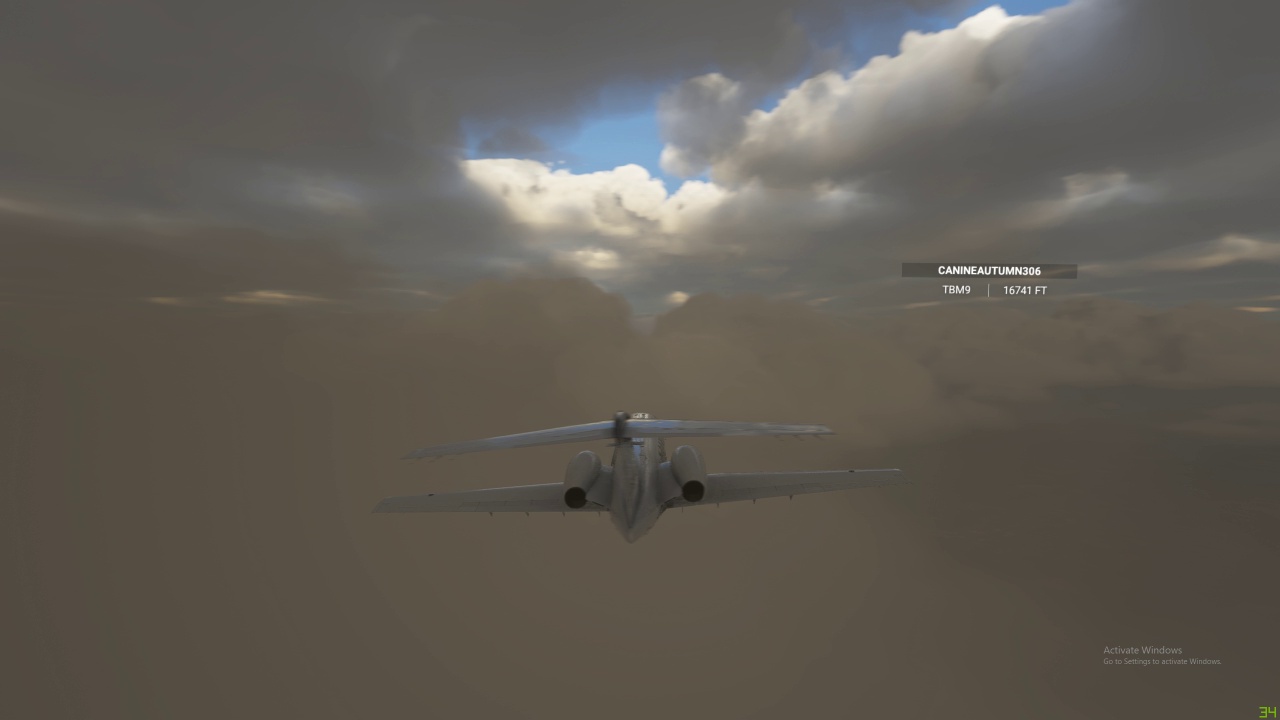 CANINEAUTUMN306
TBM9 | 16741 FT
Activate Windows
Go to Settings to activate Windows.
34